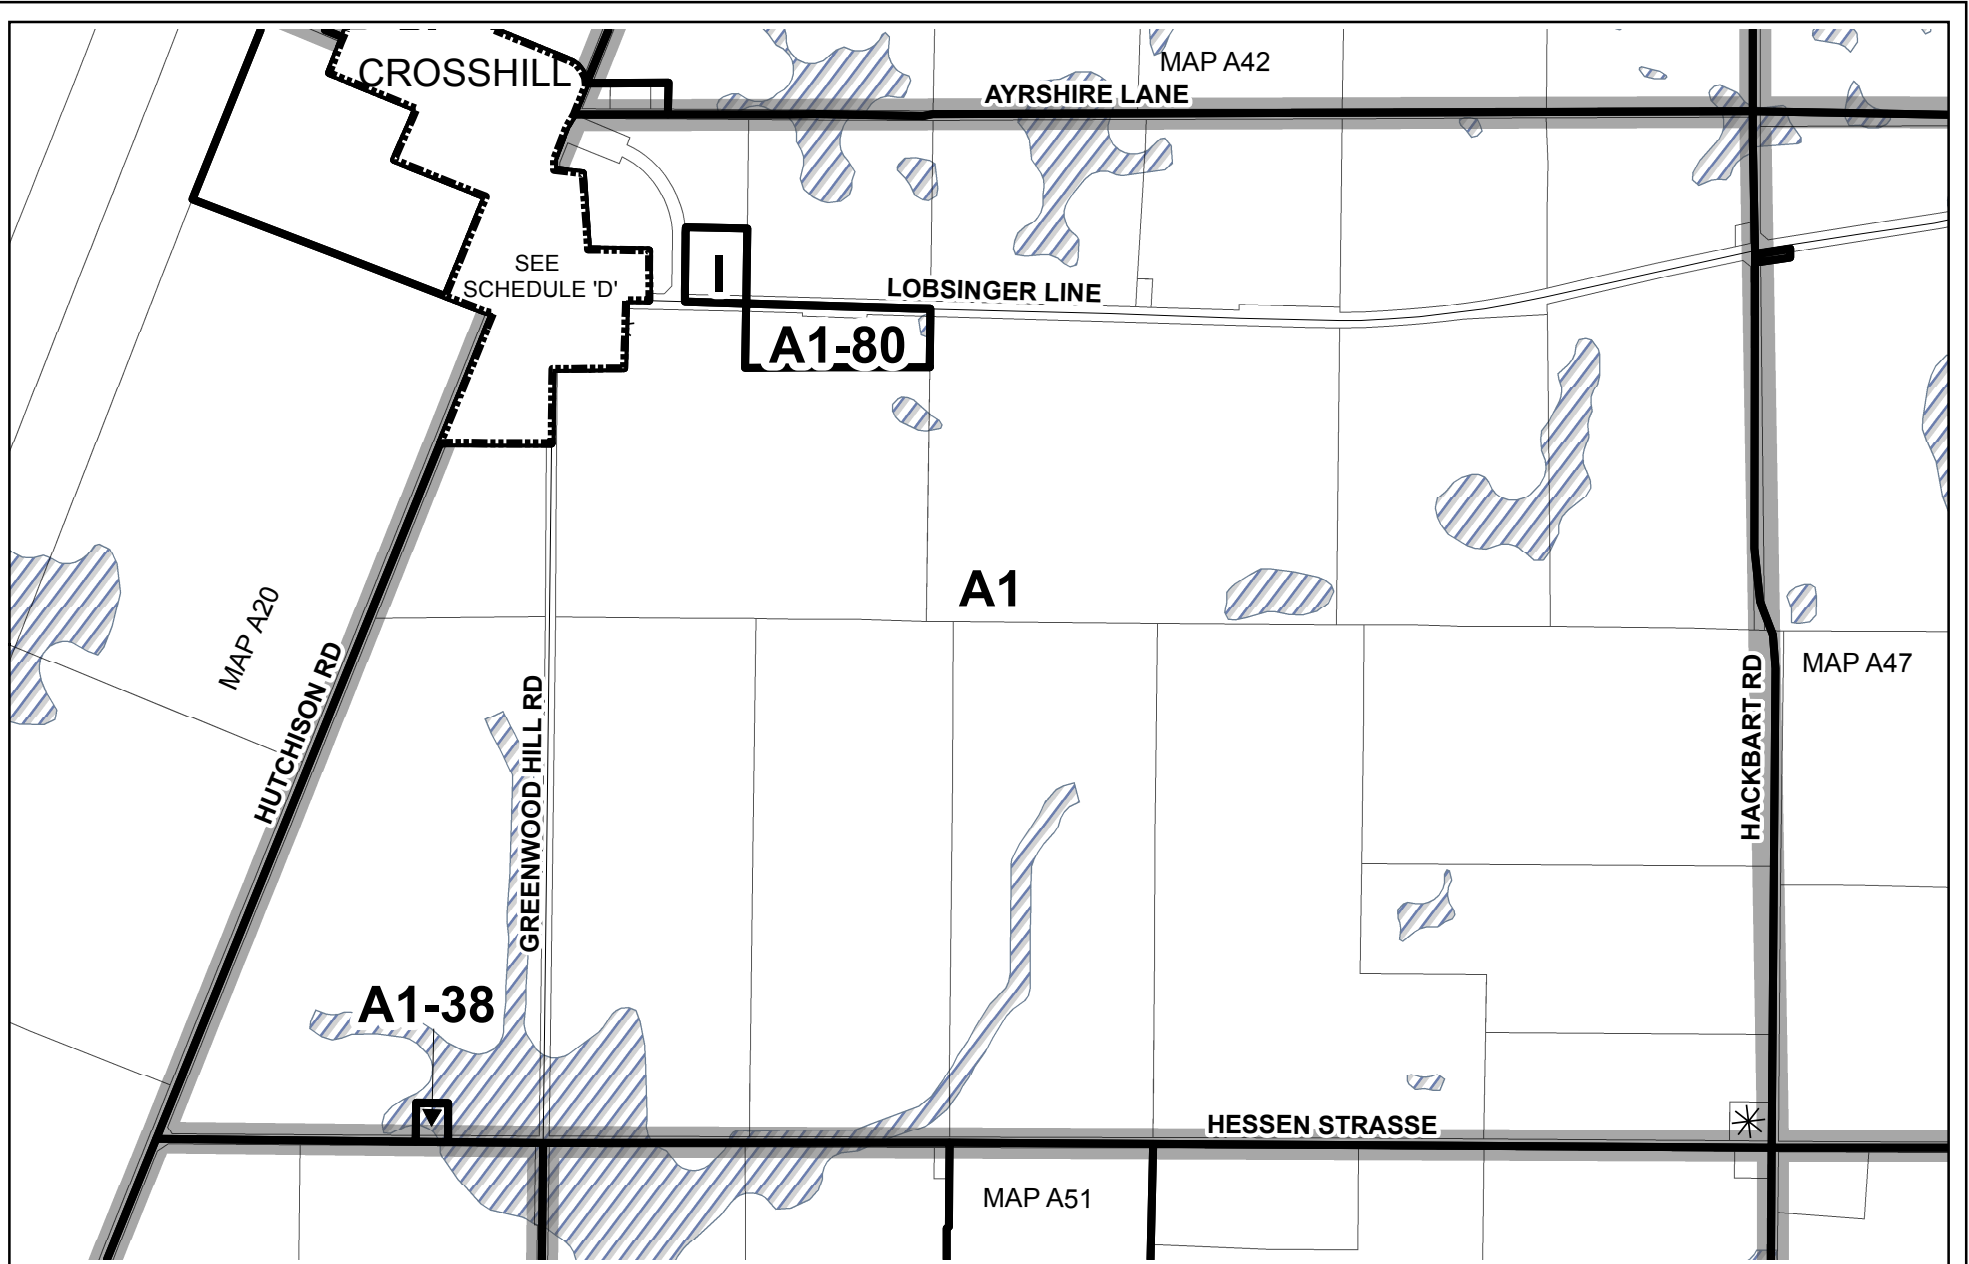 MAP A42
CROSSHILL
AYRSHIRE LANE
SEE
SCHEDULE 'D'
I
LOBSINGER LINE
A1-80
A1
MAP A20
HUTCHISON RD
GREENWOOD HILL RD
HACKBART RD
MAP A47
A1-38
HESSEN STRASSE
MAP A51